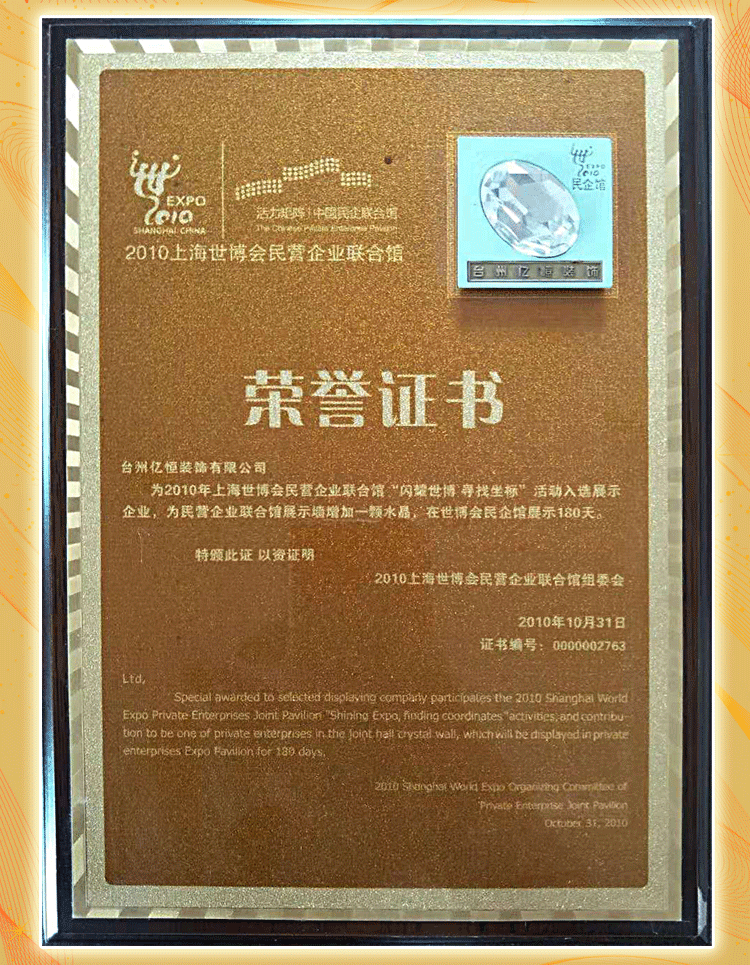 EXPO
2010
SHANGHAI CHINA
活力矩阵 | 中国民企联合馆
The Chinese Private Enterprise Pavilion
2010上海世博会民营企业联合馆
EXPO
2010
民企馆
台州亿恒装饰
荣誉证书
台州亿恒装饰有限公司
为2010年上海世博会民营企业联合馆“闪耀世博 寻找坐标”活动入选展示
企业，为民营企业联合馆展示墙增加一颗水晶，在世博会民企馆展示180天。
特颁此证 以资证明
2010上海世博会民营企业联合馆组委会
2010年10月31日
证书编号：0000002763
Ltd,
Special awarded to selected displaying company participates the 2010 Shanghai World
Expo Private Enterprises Joint Pavilion "Shining Expo, finding coordinates "activities, and contribu-
tion to be one of private enterprises in the joint hall crystal wall, which will be displayed in private
enterprises Expo Pavilion for 180 days.
2010 Shanghai World Expo Organizing Committee of
'Private Enterprise Joint Pavilion
October 31, 2010